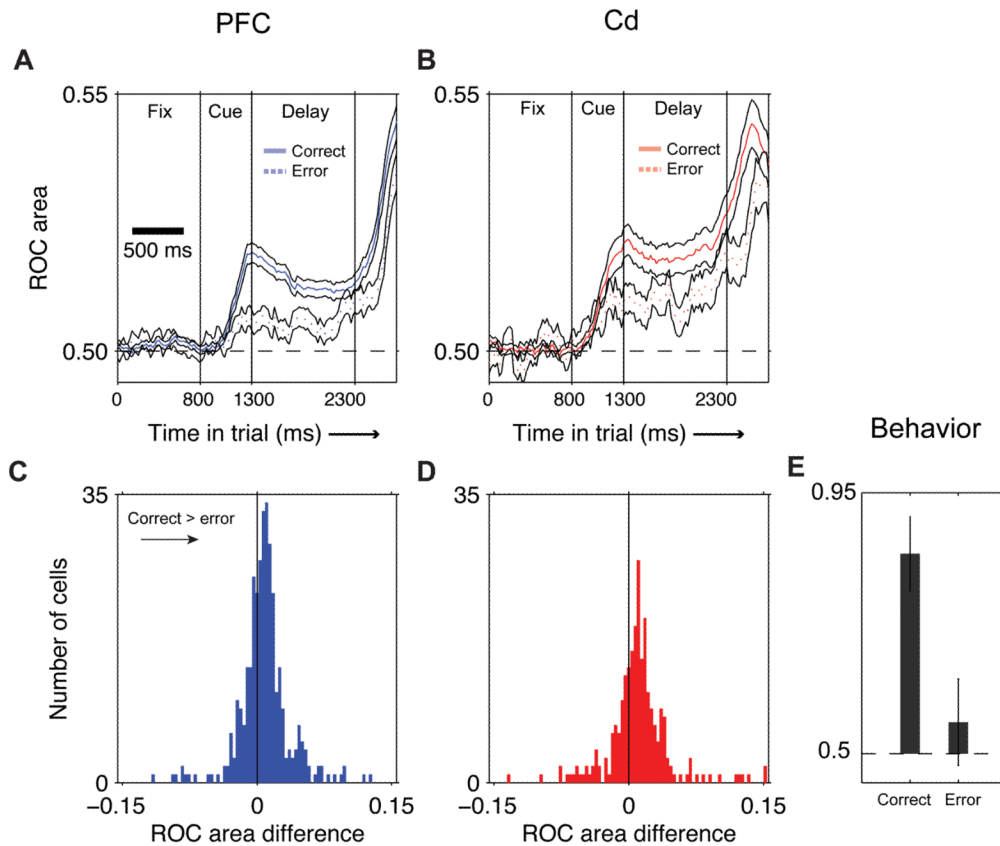 PFC
Cd
A
B
0.55
Fix
Cue
Delay
Correct
Error
500 ms
ROC area
0.50
0
800
1300
2300
Time in trial (ms)
0.55
Fix
Cue
Delay
Correct
Error
0.50
0
800
1300
2300
Time in trial (ms)
Behavior
C
D
E
35
Correct > error
Number of cells
0
−0.15
0
0.15
ROC area difference
35
0
−0.15
0
0.15
ROC area difference
0.95
0.5
Correct
Error